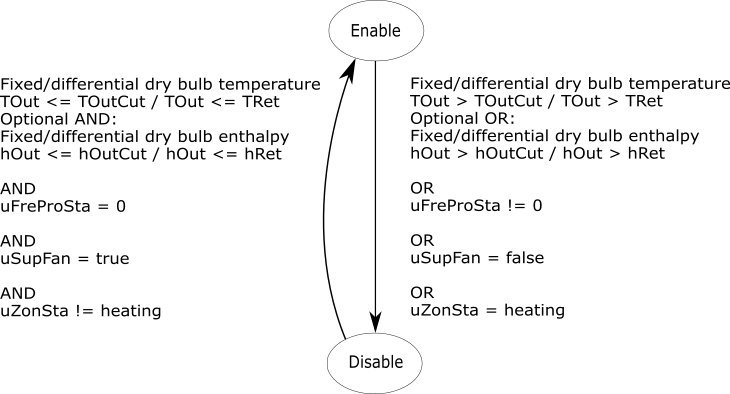 Enable
Fixed/differential dry bulb temperature
TOut <= TOutCut / TOut <= TRet
Optional AND:
Fixed/differential dry bulb enthalpy
hOut <= hOutCut / hOut <= hRet
AND
uFreProSta = 0
AND
uSupFan = true
AND
uZonSta != heating
Fixed/differential dry bulb temperature
TOut > TOutCut / TOut > TRet
Optional OR:
Fixed/differential dry bulb enthalpy
hOut > hOutCut / hOut > hRet
OR
uFreProSta != 0
OR
uSupFan = false
OR
uZonSta = heating
Disable